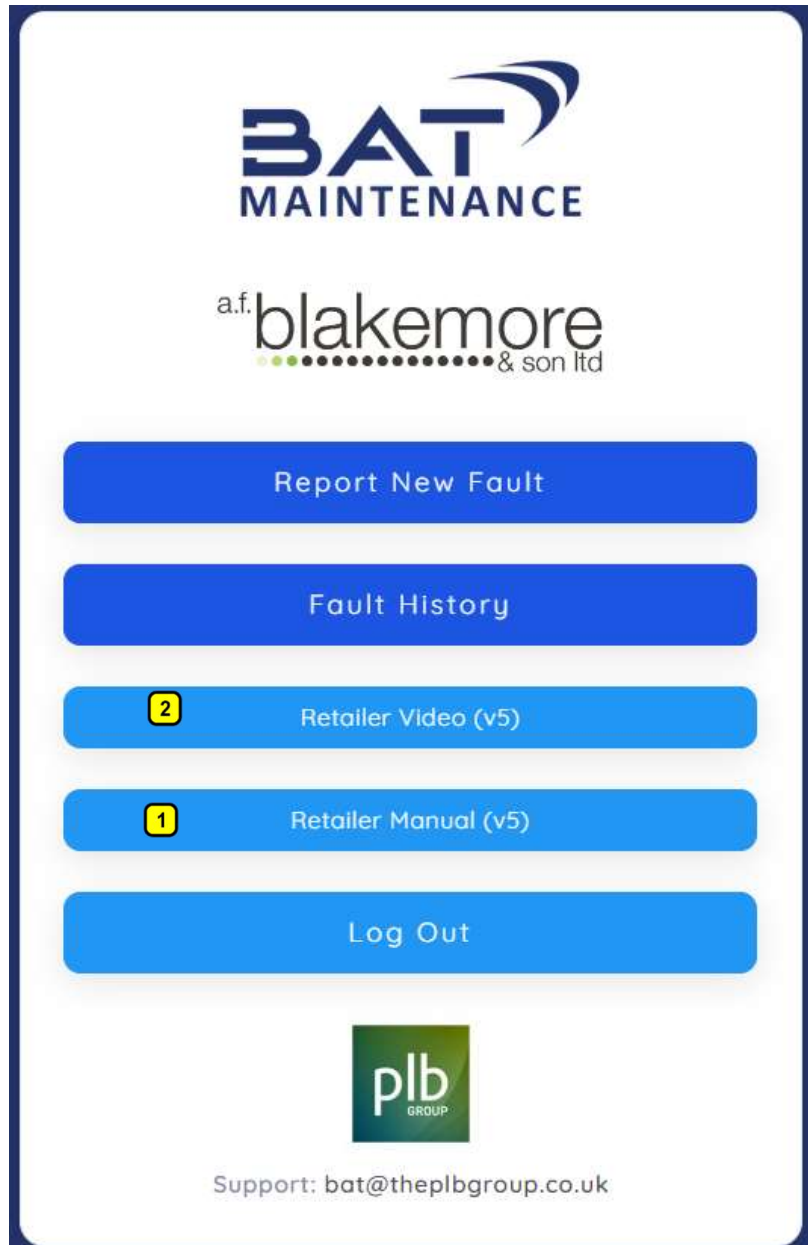 BAT
MAINTENANCE
a.f. blakemore
& son ltd
Report New Fault
Fault History
2 Retailer Video (v5)
1 Retailer Manual (v5)
Log Out
plb
GROUP
Support: bat@theplbgroup.co.uk